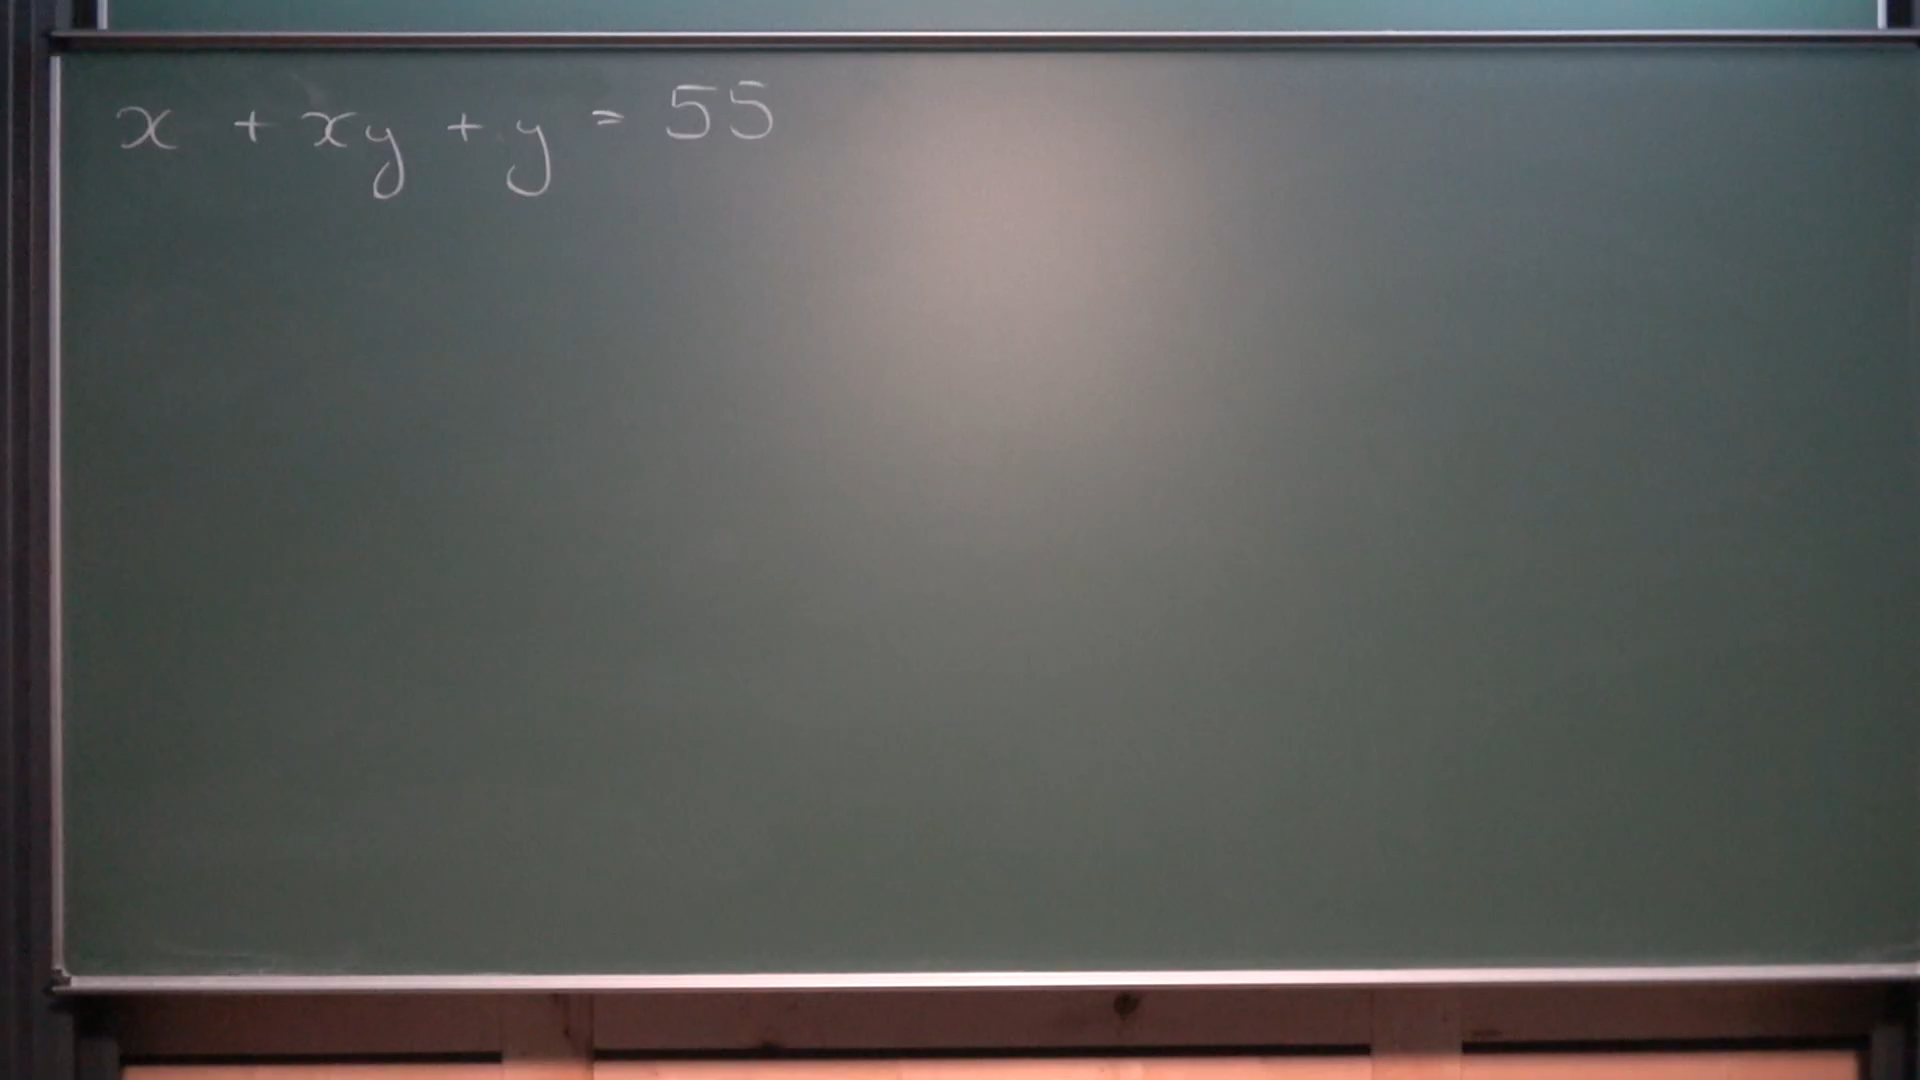 x + xy + y = 55